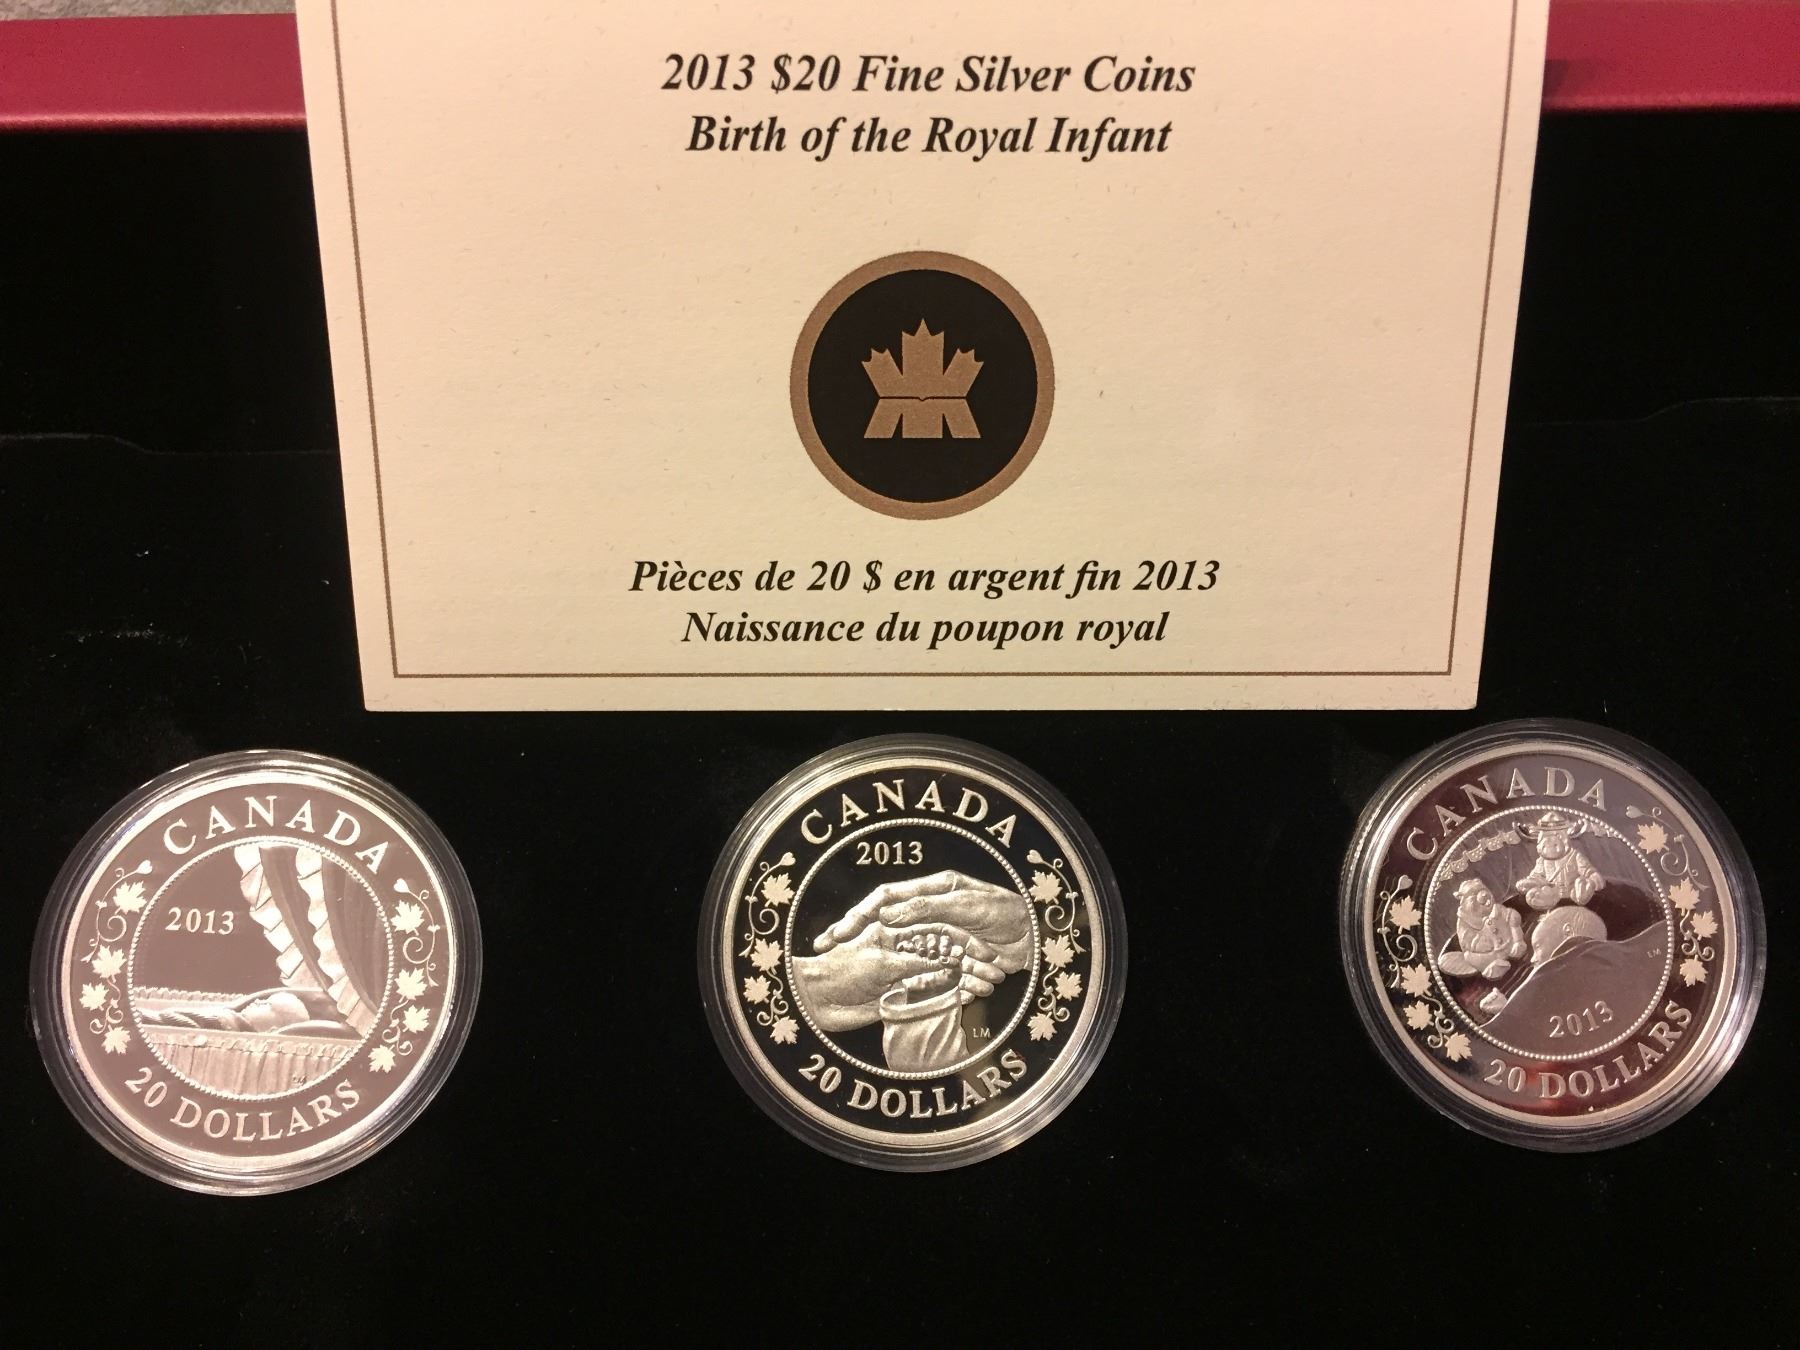 2013 $20 Fine Silver Coins
Birth of the Royal Infant
Pièces de 20 $ en argent fin 2013
Naissance du poupon royal
CANADA
2013
20 DOLLARS
CANADA
2013
LM
20 DOLLARS
CANADA
LM
2013
20 DOLLARS